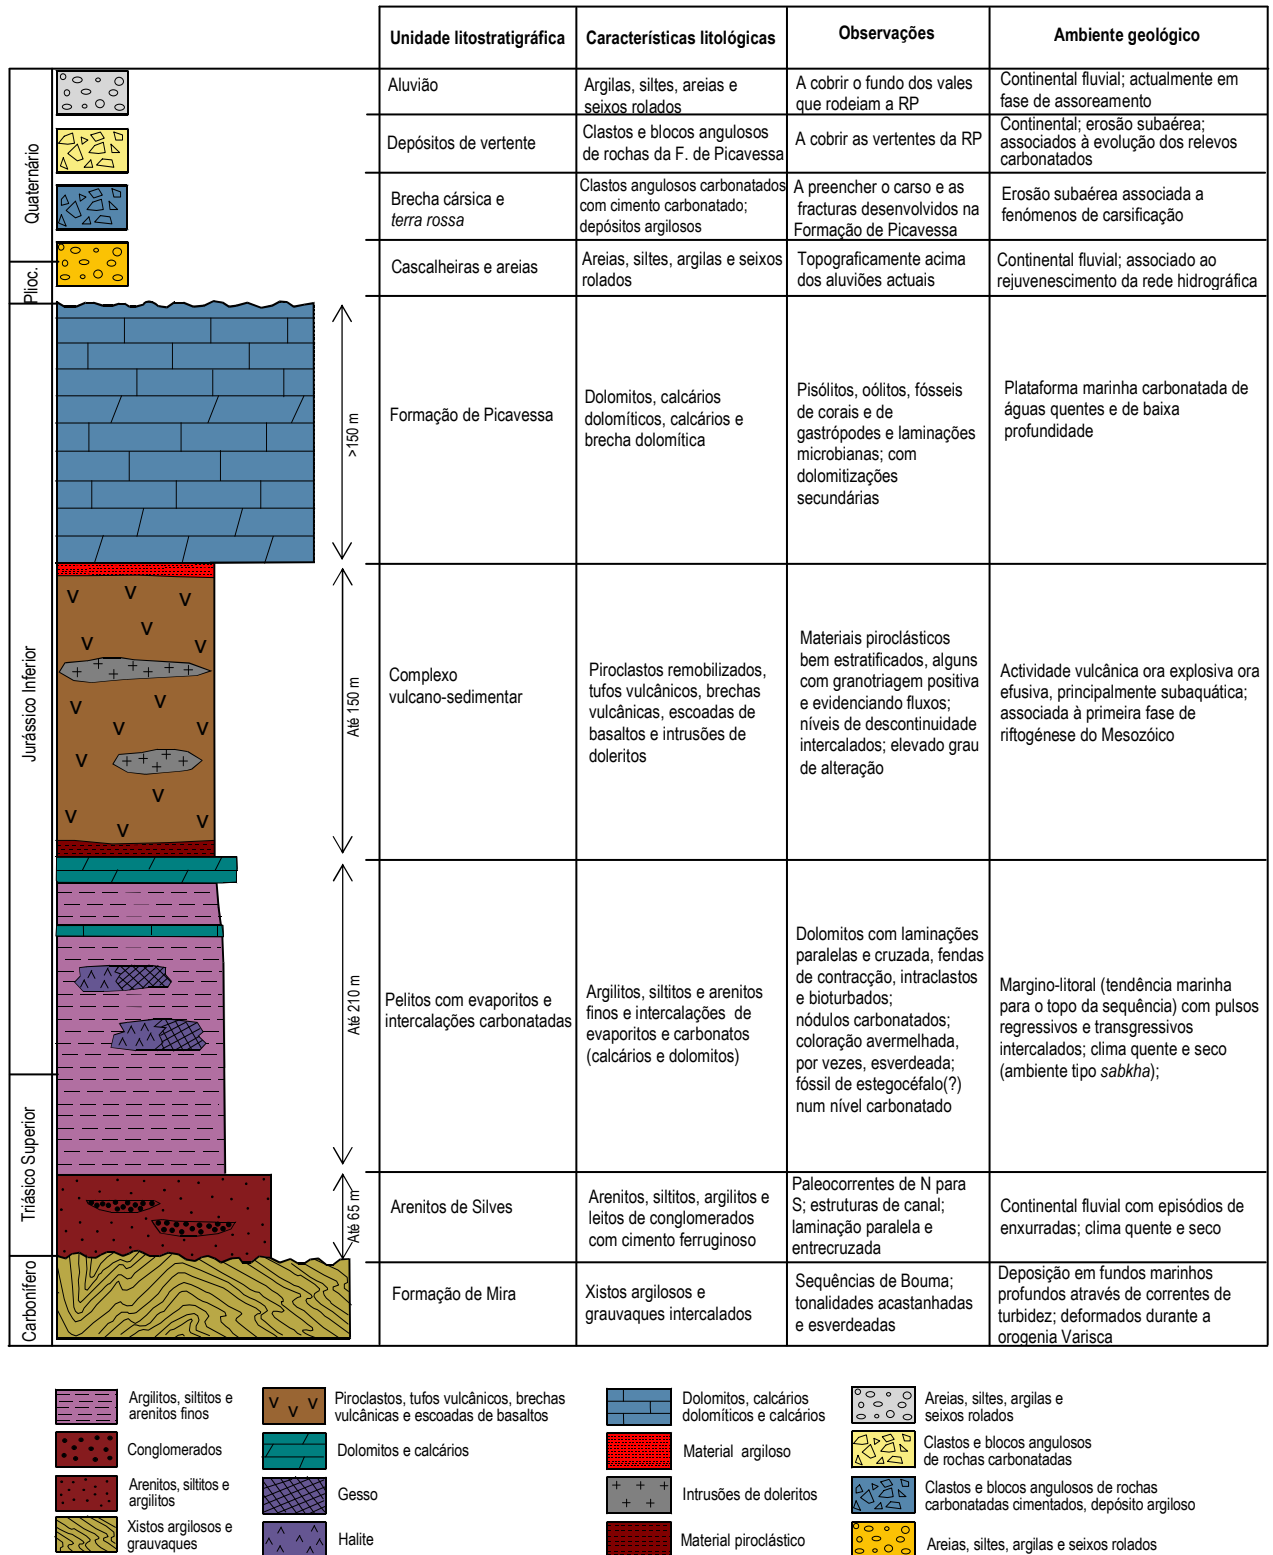 Unidade litostratigráfica
Características litológicas
Observações
Ambiente geológico
Quaternário
Plioc.
Jurássico Inferior
Triásico Superior
Carbonífero
Aluvião
Argilas, siltes, areias e
seixos rolados
A cobrir o fundo dos vales
que rodeiam a RP
Continental fluvial; actualmente em
fase de assoreamento
Depósitos de vertente
Clastos e blocos angulosos
de rochas da F. de Picavessa
A cobrir as vertentes da RP
Continental; erosão subaérea;
associados à evolução dos relevos
carbonatados
Brecha cársica e
terra rossa
Clastos angulosos carbonatados
com cimento carbonatado;
depósitos argilosos
A preencher o carso e as
fracturas desenvolvidos na
Formação de Picavessa
Erosão subaérea associada a
fenómenos de carsificação
Cascalheiras e areias
Areias, siltes, argilas e seixos
rolados
Topograficamente acima
dos aluviões actuais
Continental fluvial; associado ao
rejuvenescimento da rede hidrográfica
>150 m
Formação de Picavessa
Dolomitos, calcários
dolomíticos, calcários e
brecha dolomítica
Pisólitos, oólitos, fósseis
de corais e de
gastrópodes e laminações
microbianas; com
dolomitizações
secundárias
Plataforma marinha carbonatada de
águas quentes e de baixa
profundidade
Até 150 m
Complexo
vulcano-sedimentar
Piroclastos remobilizados,
tufos vulcânicos, brechas
vulcânicas, escoadas de
basaltos e intrusões de
doleritos
Materiais piroclásticos
bem estratificados, alguns
com granotriagem positiva
e evidenciando fluxos;
níveis de descontinuidade
intercalados; elevado grau
de alteração
Actividade vulcânica ora explosiva ora
efusiva, principalmente subaquática;
associada à primeira fase de
riftogénese do Mesozóico
Até 210 m
Pelitos com evaporitos e
intercalações carbonatadas
Argilitos, siltitos e arenitos
finos e intercalações de
evaporitos e carbonatos
(calcários e dolomitos)
Dolomitos com laminações
paralelas e cruzada, fendas
de contracção, intraclastos
e bioturbados;
nódulos carbonatados;
coloração avermelhada,
por vezes, esverdeada;
fóssil de estegocéfalo(?)
num nível carbonatado
Margino-litoral (tendência marinha
para o topo da sequência) com pulsos
regressivos e transgressivos
intercalados; clima quente e seco
(ambiente tipo sabkha);
Até 65 m
Arenitos de Silves
Arenitos, siltitos, argilitos e
leitos de conglomerados
com cimento ferruginoso
Paleocorrentes de N para
S; estruturas de canal;
laminação paralela e
entrecruzada
Continental fluvial com episódios de
enxurradas; clima quente e seco
Formação de Mira
Xistos argilosos e
grauvaques intercalados
Sequências de Bouma;
tonalidades acastanhadas
e esverdeadas
Deposição em fundos marinhos
profundos através de correntes de
turbidez; deformados durante a
orogenia Varisca
Argilitos, siltitos e
arenitos finos
Conglomerados
Arenitos, siltitos e
argilitos
Xistos argilosos e
grauvaques
Piroclastos, tufos vulcânicos, brechas
vulcânicas e escoadas de basaltos
Dolomitos e calcários
Gesso
Halite
Dolomitos, calcários
dolomíticos e calcários
Material argiloso
Intrusões de doleritos
Material piroclástico
Areias, siltes, argilas e
seixos rolados
Clastos e blocos angulosos
de rochas carbonatadas
Clastos e blocos angulosos de rochas
carbonatadas cimentados, depósito argiloso
Areias, siltes, argilas e seixos rolados